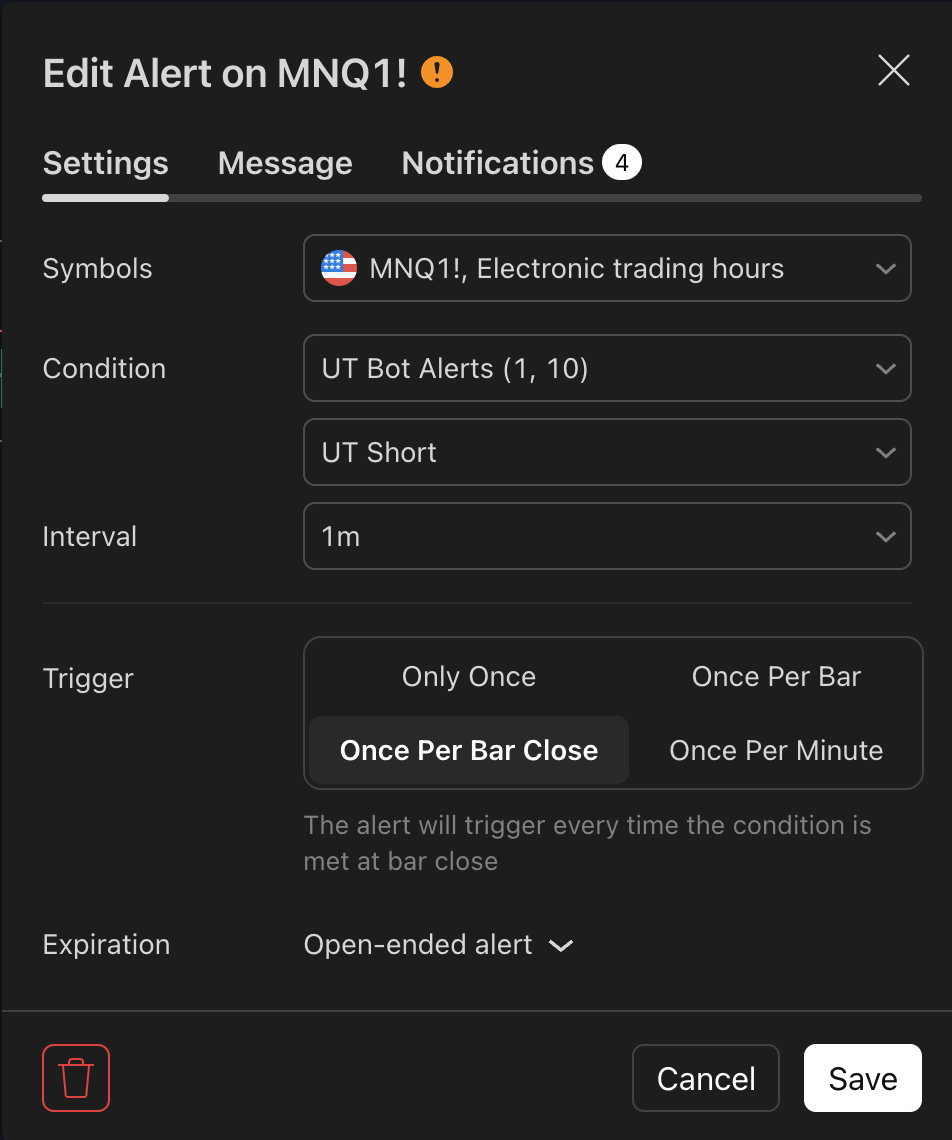 Edit Alert on MNQ1!
Settings Message Notifications 4
Symbols MNQ1!, Electronic trading hours
Condition UT Bot Alerts (1, 10)
UT Short
Interval 1m
Trigger Only Once Once Per Bar
Once Per Bar Close Once Per Minute
The alert will trigger every time the condition is
met at bar close
Expiration Open-ended alert
Cancel Save